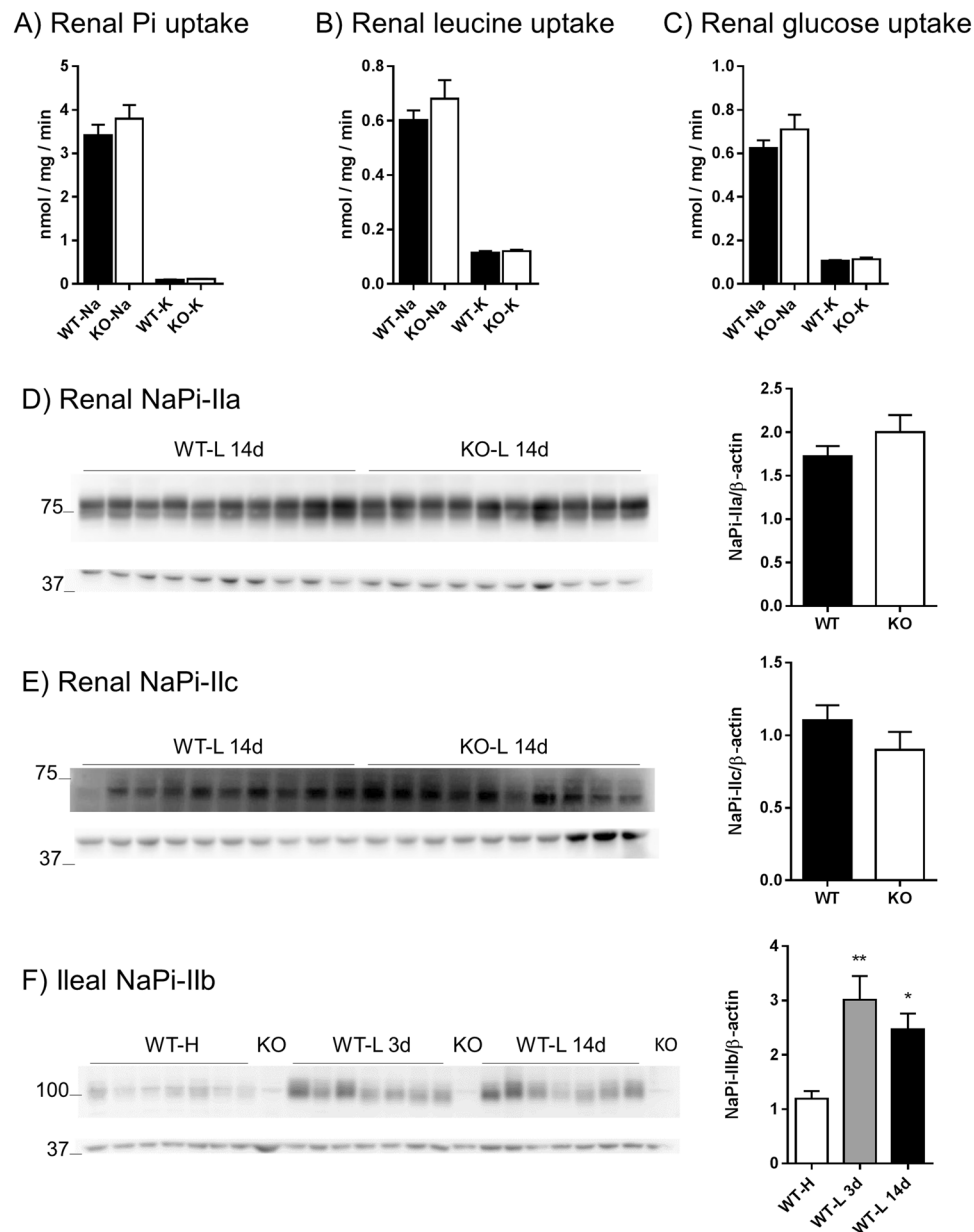 A) Renal Pi uptake
B) Renal leucine uptake
C) Renal glucose uptake
nmol / mg / min
5
4
3
2
1
0
WT-Na
KO-Na
WT-K
KO-K
nmol / mg / min
0.8
0.6
0.4
0.2
0.0
WT-Na
KO-Na
WT-K
KO-K
nmol / mg / min
1.0
0.8
0.6
0.4
0.2
0.0
WT-Na
KO-Na
WT-K
KO-K
D) Renal NaPi-IIa
WT-L 14d
KO-L 14d
75
37
NaPi-IIa/β-actin
2.5
2.0
1.5
1.0
0.5
0.0
WT
KO
E) Renal NaPi-IIc
WT-L 14d
KO-L 14d
75
37
NaPi-IIc/β-actin
1.5
1.0
0.5
0.0
WT
KO
F) Ileal NaPi-IIb
WT-H
KO
WT-L 3d
KO
WT-L 14d
KO
100
37
NaPi-IIb/β-actin
4
3
2
1
0
**
*
WT-H
WT-L 3d
WT-L 14d